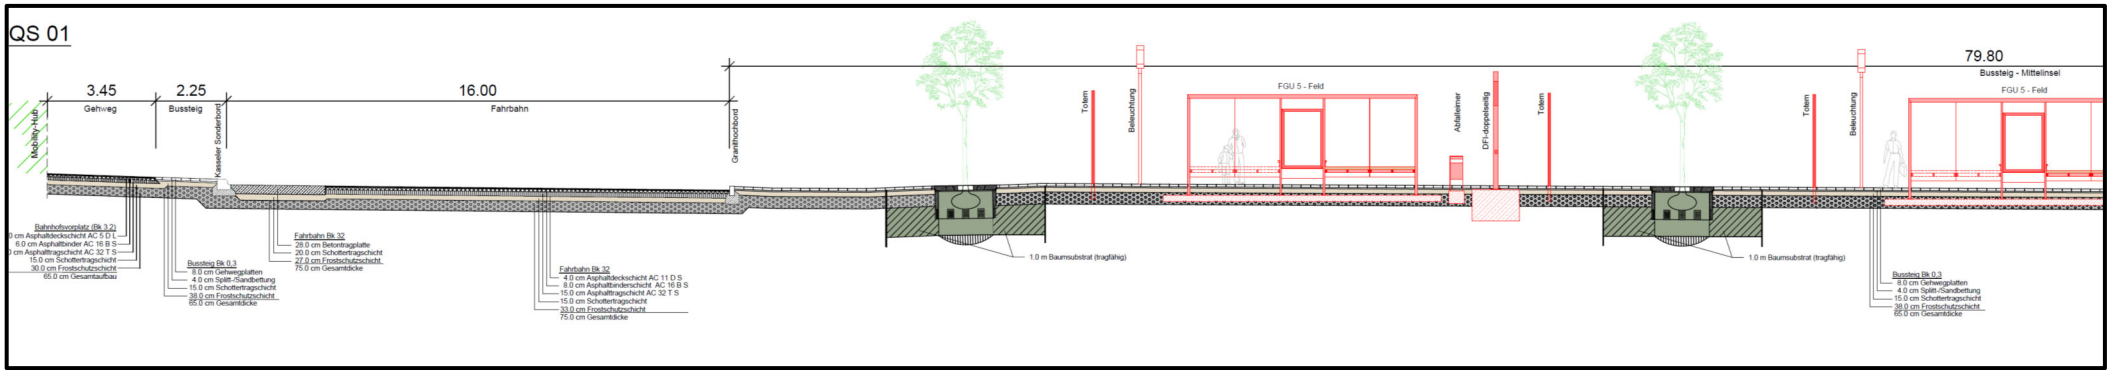 QS 01
3.45
Gehweg
2.25
Bussteig
16.00
Fahrbahn
79.80
Bussteig - Mittelinsel
Mobility-Hub
Kasseler Sonderbord
Granithochbord
Totem
Beleuchtung
FGU 5 - Feld
Abfalleimer
DFI-doppelseitig
Totem
Totem
Beleuchtung
FGU 5 - Feld
Bahnhofsvorplatz (Bk 3.2)
0 cm Asphaltdeckschicht AC 5 D L
6.0 cm Asphaltbinder AC 16 B S
0 cm Asphalttragschicht AC 32 T S
15.0 cm Schottertragschicht
30.0 cm Frostschutzschicht
65.0 cm Gesamtaufbau
Bussteig Bk 0,3
8.0 cm Gehwegplatten
4.0 cm Splitt-/Sandbettung
15.0 cm Schottertragschicht
38.0 cm Frostschutzschicht
65.0 cm Gesamtdicke
Fahrbahn Bk 32
28.0 cm Betontragplatte
20.0 cm Schottertragschicht
27.0 cm Frostschutzschicht
75.0 cm Gesamtdicke
Fahrbahn Bk 32
4.0 cm Asphaltdeckschicht AC 11 D S
8.0 cm Asphaltbinderschicht AC 16 B S
15.0 cm Asphalttragschicht AC 32 T S
15.0 cm Schottertragschicht
33.0 cm Frostschutzschicht
75.0 cm Gesamtdicke
1.0 m Baumsubstrat (tragfähig)
1.0 m Baumsubstrat (tragfähig)
Bussteig Bk 0,3
8.0 cm Gehwegplatten
4.0 cm Splitt-/Sandbettung
15.0 cm Schottertragschicht
38.0 cm Frostschutzschicht
65.0 cm Gesamtdicke